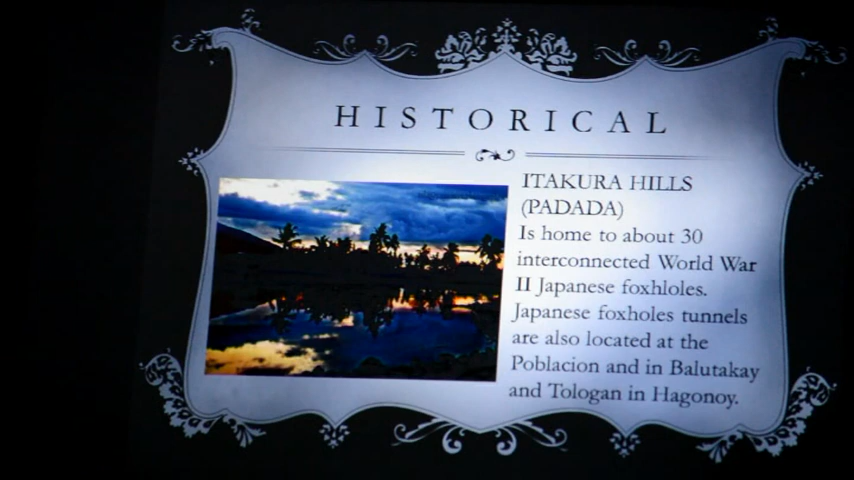 HISTORICAL
ITAKURA HILLS
(PADADA)
Is home to about 30
interconnected World War
II Japanese foxhloles.
Japanese foxholes tunnels
are also located at the
Poblacion and in Balutakay
and Tologan in Hagonoy.